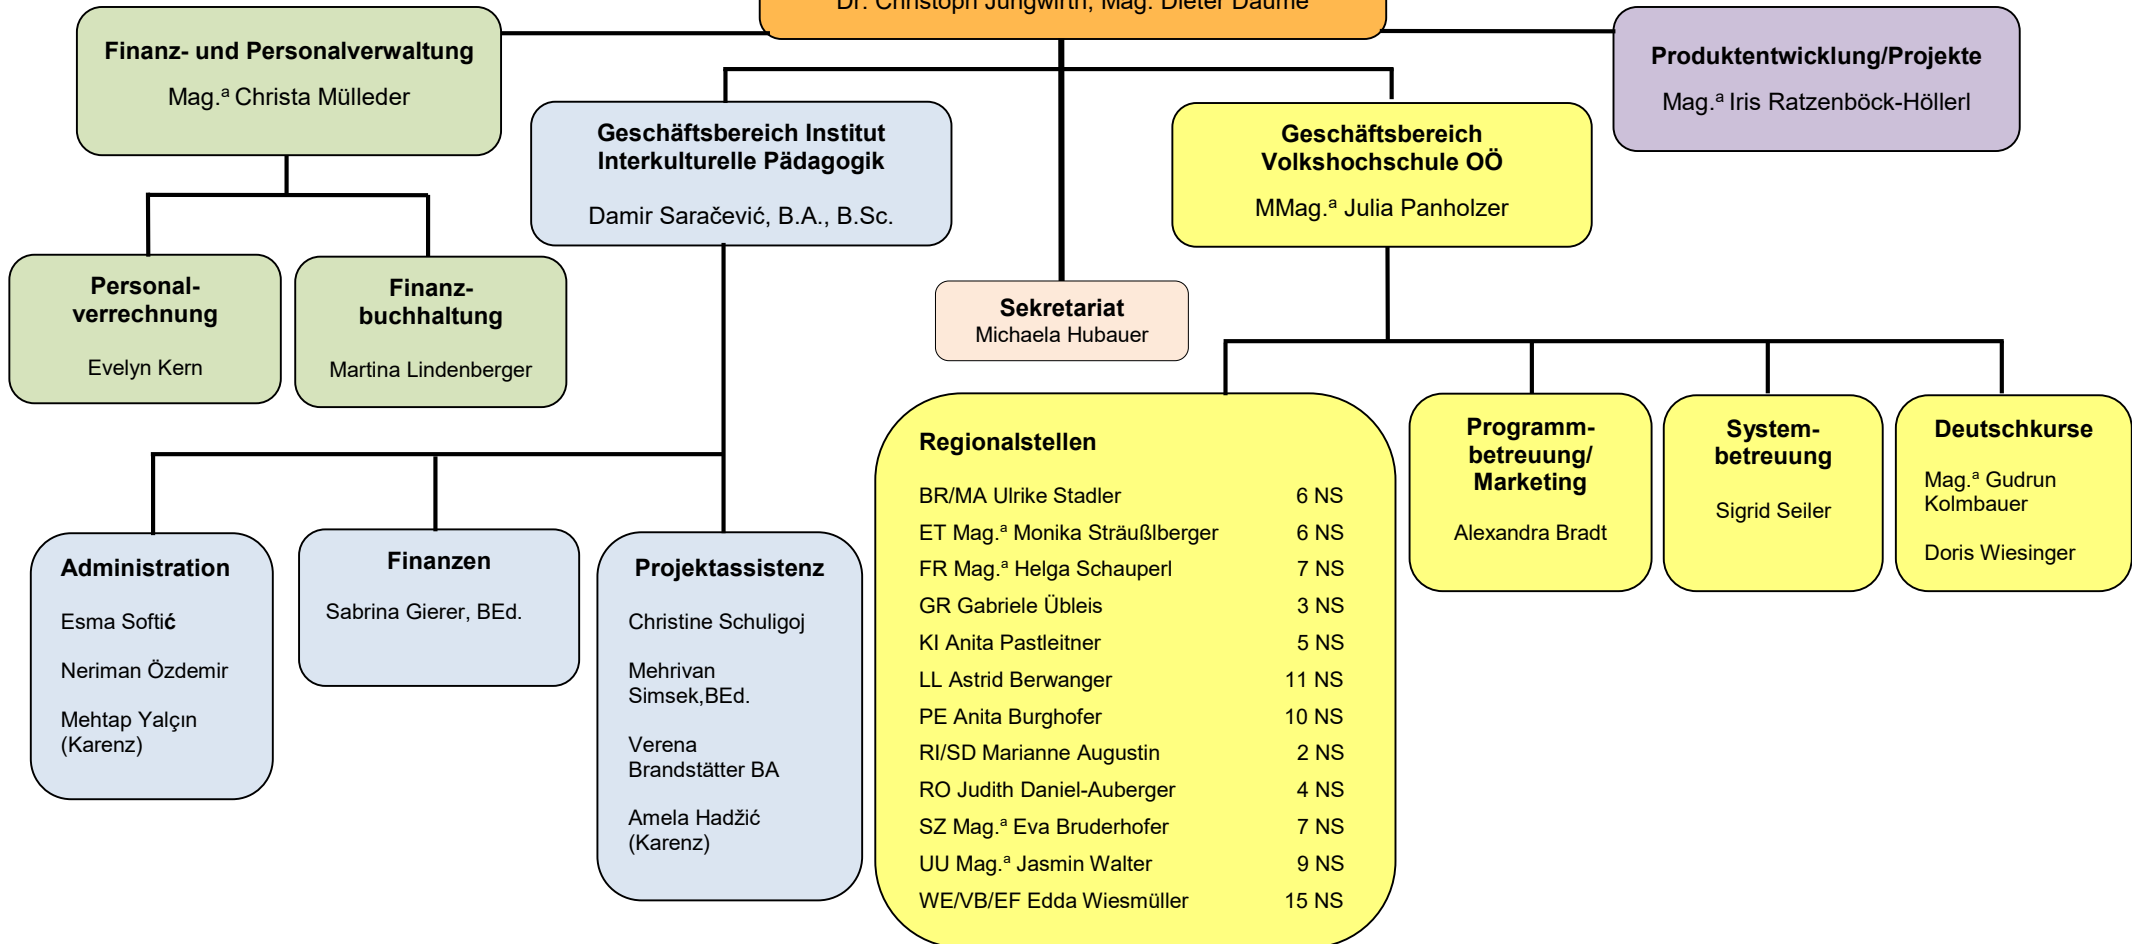 Dr. Christoph Jungwirth, Mag. Dieter Daume
Finanz- und Personalverwaltung
Mag.ª Christa Mülleder
Produktentwicklung/Projekte
Mag.ª Iris Ratzenböck-Höllerl
Geschäftsbereich Institut
Interkulturelle Pädagogik
Damir Saračević, B.A., B.Sc.
Geschäftsbereich
Volkshochschule OÖ
MMag.ª Julia Panholzer
Personal-
verrechnung
Evelyn Kern
Finanz-
buchhaltung
Martina Lindenberger
Sekretariat
Michaela Hubauer
Administration
Esma Softić
Neriman Özdemir
Mehtap Yalçın
(Karenz)
Finanzen
Sabrina Gierer, BEd.
Projektassistenz
Christine Schuligoj
Mehrivan
Simsek,BEd.
Verena
Brandstätter BA
Amela Hadžić
(Karenz)
Regionalstellen
BR/MA Ulrike Stadler 6 NS
ET Mag.ª Monika Sträußlberger 6 NS
FR Mag.ª Helga Schauperl 7 NS
GR Gabriele Übleis 3 NS
KI Anita Pastleitner 5 NS
LL Astrid Berwanger 11 NS
PE Anita Burghofer 10 NS
RI/SD Marianne Augustin 2 NS
RO Judith Daniel-Auberger 4 NS
SZ Mag.ª Eva Bruderhofer 7 NS
UU Mag.ª Jasmin Walter 9 NS
WE/VB/EF Edda Wiesmüller 15 NS
Programm-
betreuung/
Marketing
Alexandra Bradt
System-
betreuung
Sigrid Seiler
Deutschkurse
Mag.ª Gudrun
Kolmbauer
Doris Wiesinger